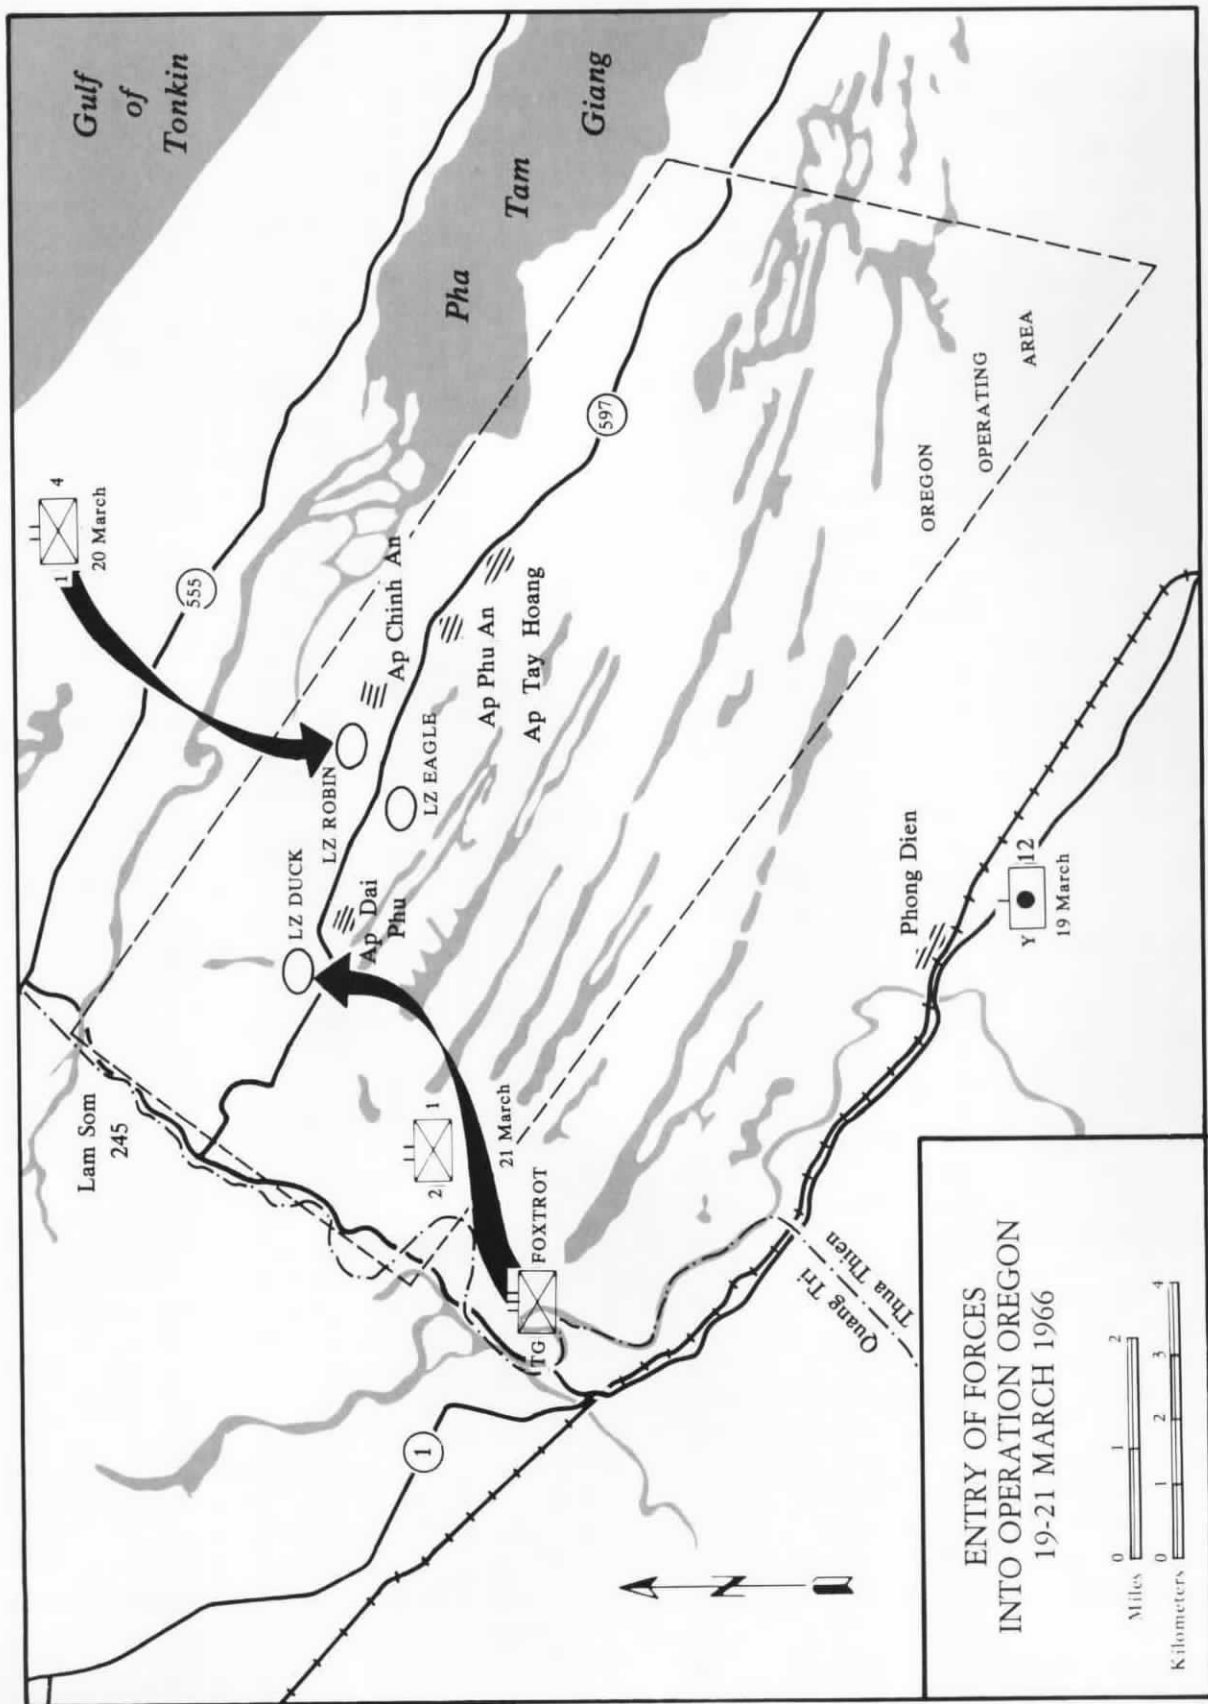 Gulf
of
Tonkin
Pha Tam Giang
1 4
20 March
555
597
Ap Chinh An
Ap Phu An
Ap Tay Hoang
LZ ROBIN
LZ EAGLE
LZ DUCK
Ap Dai
Phu
Lam Som
245
2 1
21 March
TG FOXTROT
1
OREGON OPERATING AREA
Phong Dien
Y 12
19 March
Quang Tri
Thua Thien
N
ENTRY OF FORCES
INTO OPERATION OREGON
19-21 MARCH 1966
0 1 2
Miles
0 1 2 3 4
Kilometers